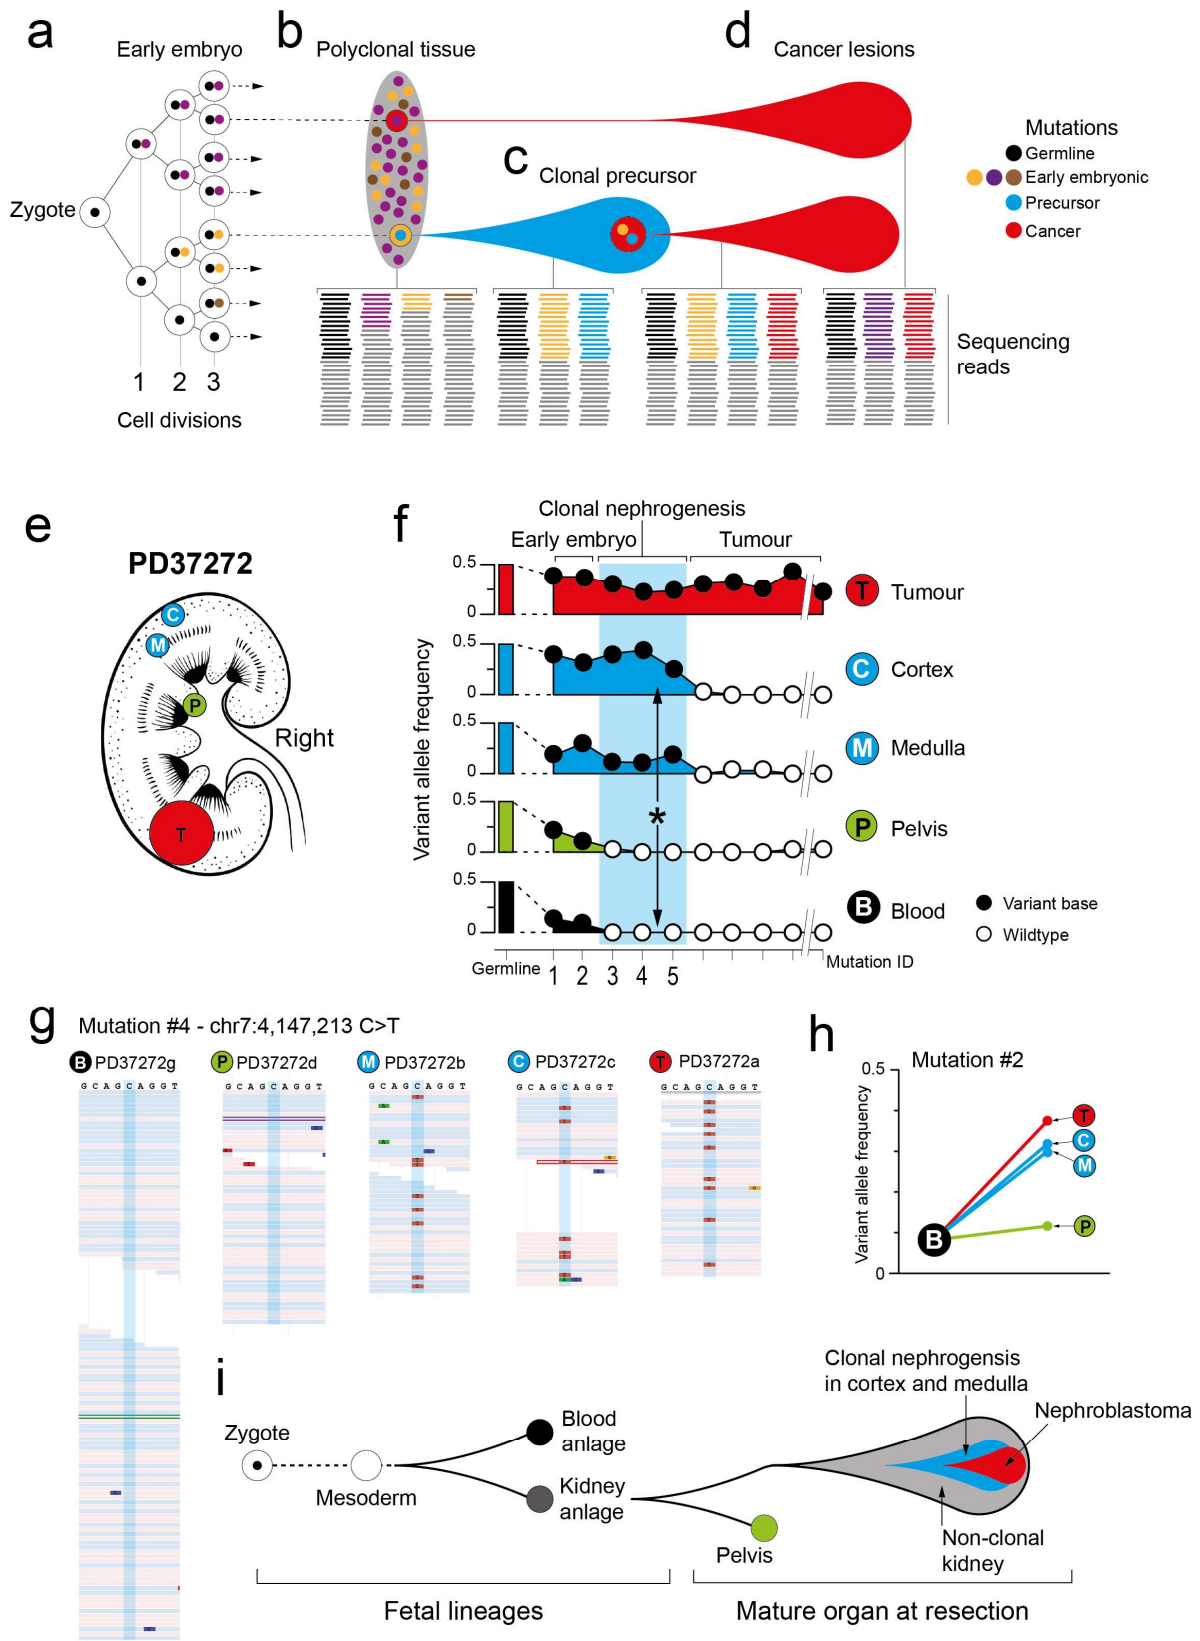 a
Early embryo
b
Polyclonal tissue
d
Cancer lesions
c
Clonal precursor
Mutations
Germline
Early embryonic
Precursor
Cancer
Zygote
1 2 3
Cell divisions
Sequencing
reads
e
PD37272
C
M
P
T
Right
f
Clonal nephrogenesis
Early embryo
Tumour
Variant allele frequency
0.5
0
T Tumour
0.5
0
C Cortex
0.5
0
M Medulla
0.5
0
*
P Pelvis
0.5
0
B Blood
Variant base
Wildtype
Germline 1 2 3 4 5
Mutation ID
g
Mutation #4 - chr7:4,147,213 C>T
B PD37272g
P PD37272d
M PD37272b
C PD37272c
T PD37272a
G C A G C A G G T
G C A G C A G G T
G C A G C A G G T
G C A G C A G G T
G C A G C A G G T
h
Mutation #2
Variant allele frequency
0.5
0
B
T
C
M
P
i
Zygote
Mesoderm
Blood
anlage
Kidney
anlage
Pelvis
Clonal nephrogensis
in cortex and medulla
Nephroblastoma
Non-clonal
kidney
Fetal lineages
Mature organ at resection